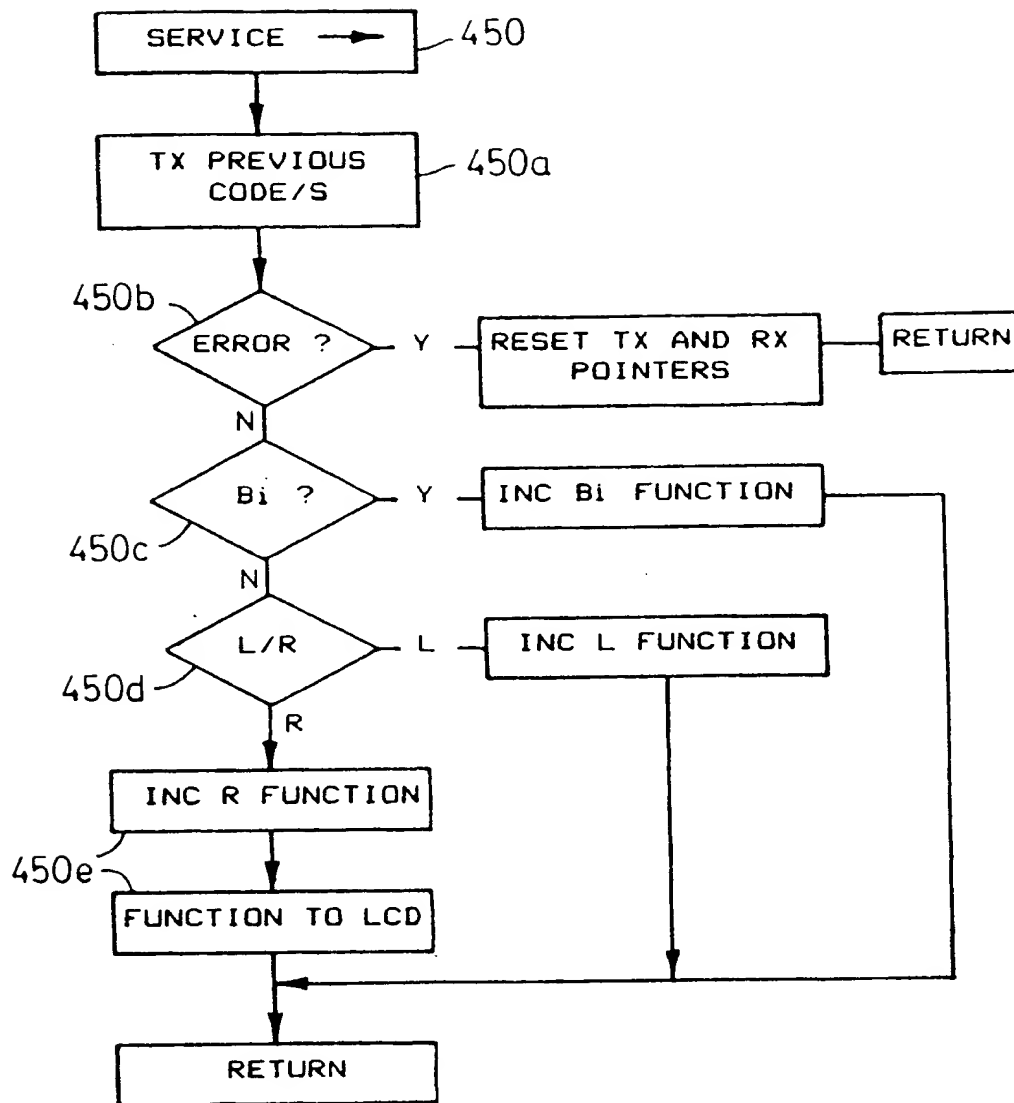 SERVICE → 450
TX PREVIOUS
CODE/S
450a
450b
ERROR ? Y RESET TX AND RX
POINTERS
RETURN
N
Bi ? Y INC Bi FUNCTION
450c
N
L/R L INC L FUNCTION
450d
R
INC R FUNCTION
450e
FUNCTION TO LCD
RETURN